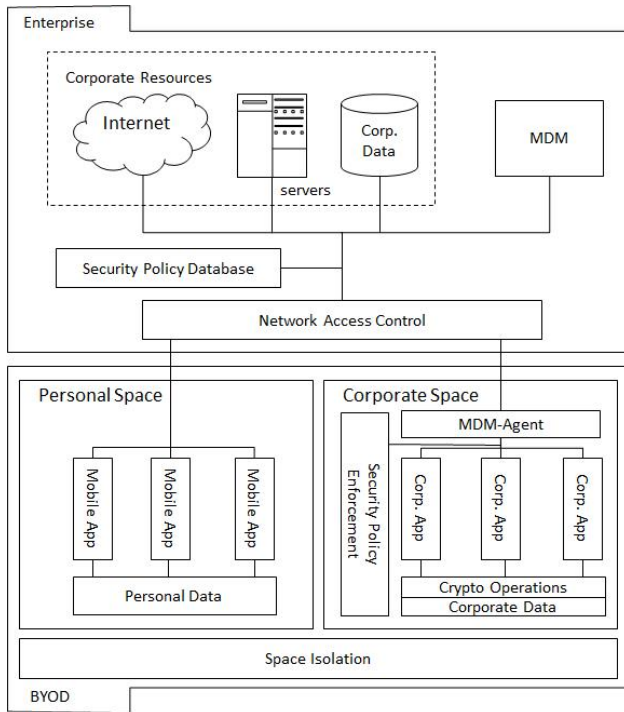 Enterprise
Corporate Resources
Internet
servers
Corp.
Data
MDM
Security Policy Database
Network Access Control
Personal Space
Mobile App
Mobile App
Mobile App
Personal Data
Corporate Space
MDM-Agent
Security Policy
Enforcement
Corp. App
Corp. App
Corp. App
Crypto Operations
Corporate Data
Space Isolation
BYOD